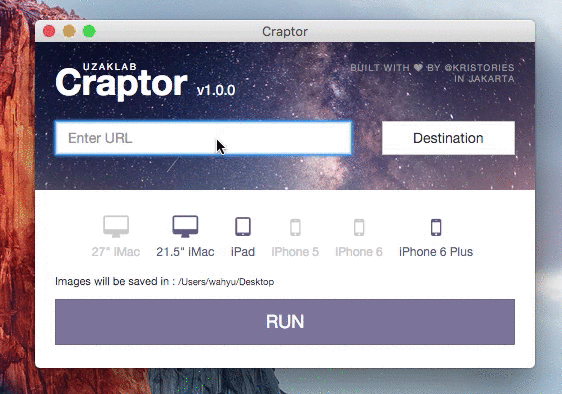 Craptor
UZAKLAB
Craptor v1.0.0
BUILT WITH ❤ BY @KRISTORIES
IN JAKARTA
Enter URL
Destination
27" iMac
21.5" iMac
iPad
iPhone 5
iPhone 6
iPhone 6 Plus
Images will be saved in : /Users/wahyu/Desktop
RUN